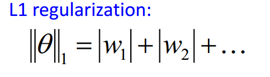 L1 regularization:
‖θ‖₁ = |w₁| + |w₂| + …